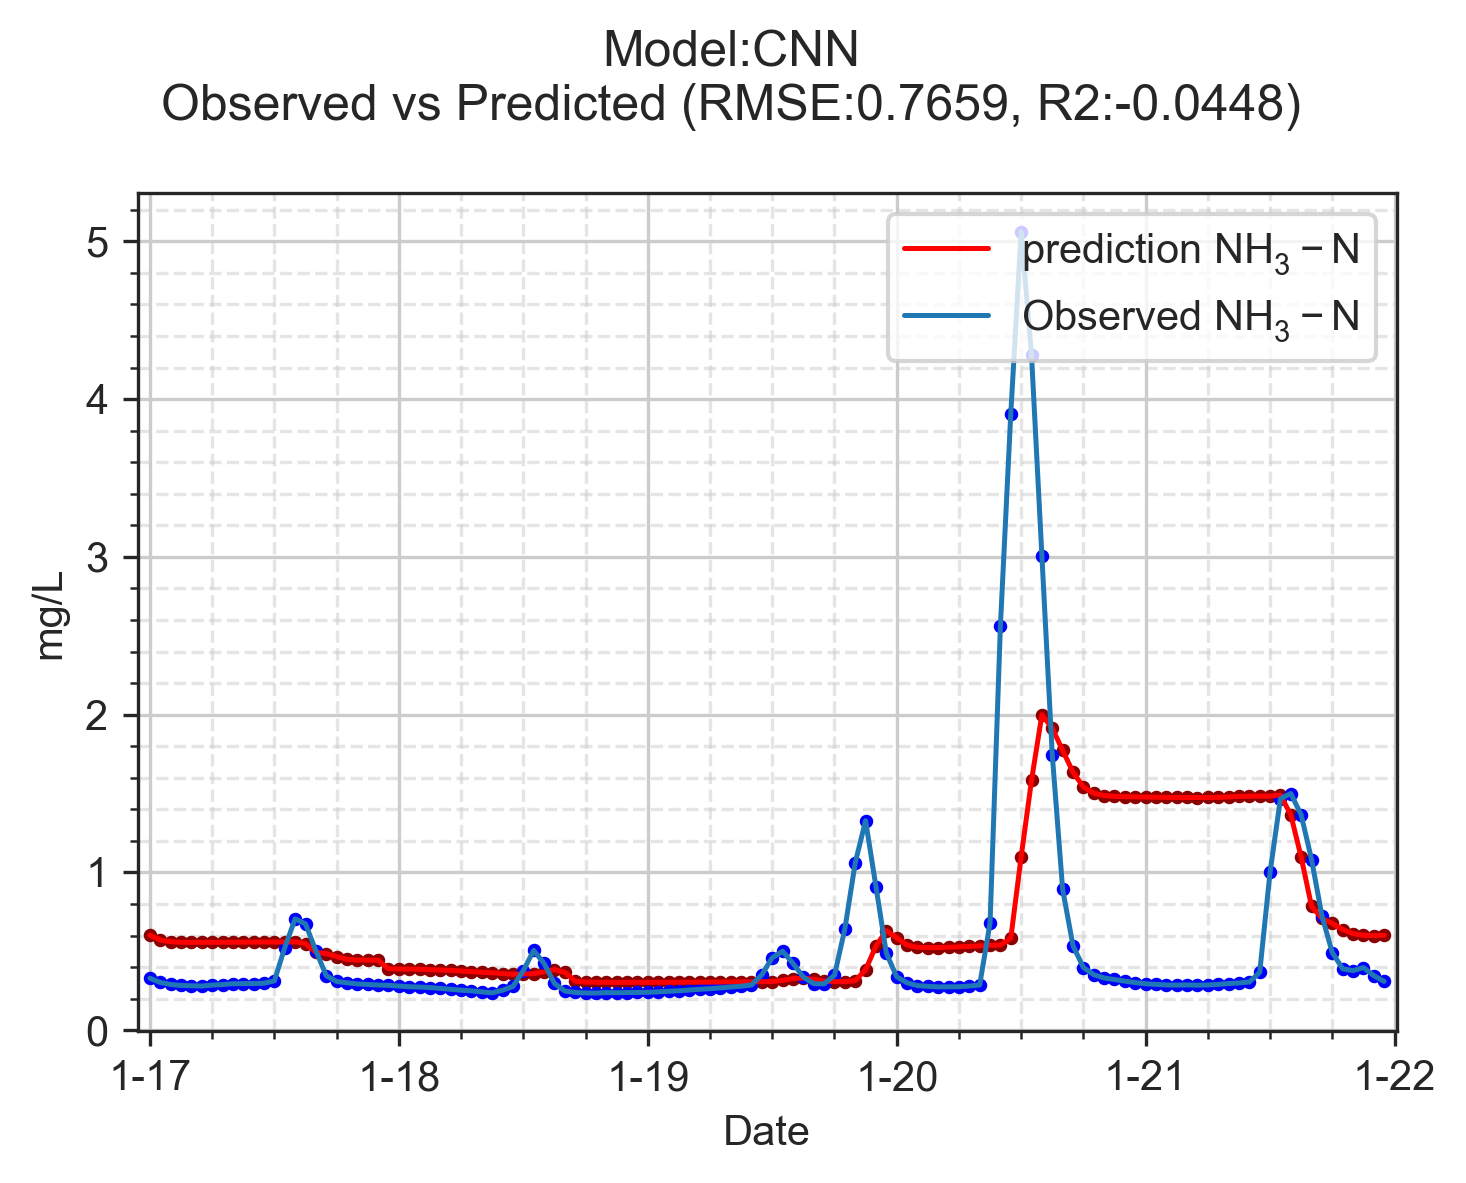 Model:CNN
Observed vs Predicted (RMSE:0.7659, R2:-0.0448)
prediction NH₃ − N
Observed NH₃ − N
5
4
3
2
1
0
mg/L
1-17 1-18 1-19 1-20 1-21 1-22
Date